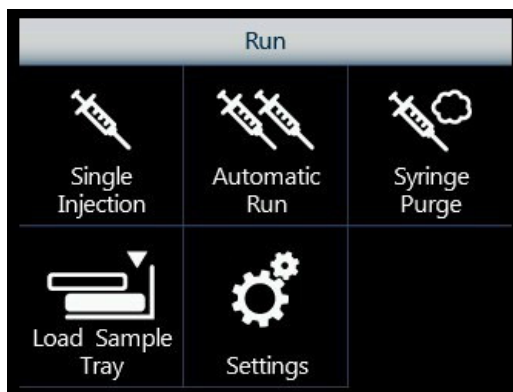 Run
Single
Injection
Automatic
Run
Syringe
Purge
Load Sample
Tray
Settings